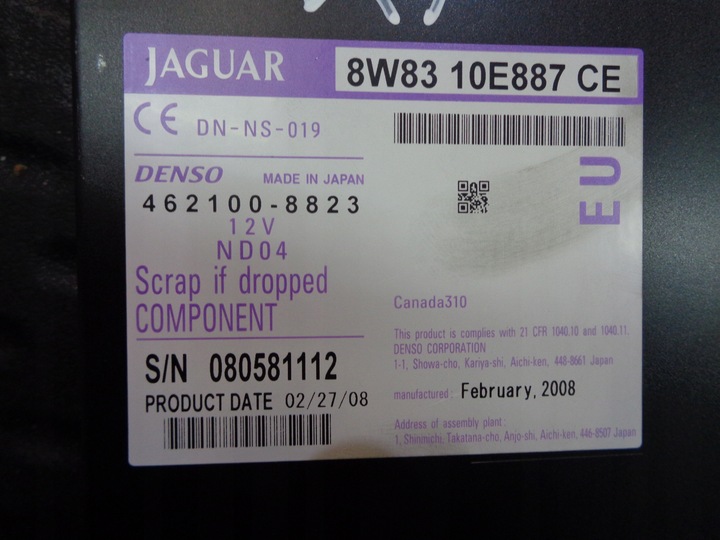 JAGUAR 8W83 10E887 CE
CE DN-NS-019
DENSO MADE IN JAPAN
462100-8823
12V
ND04
Scrap if dropped
COMPONENT
S/N 080581112
PRODUCT DATE 02/27/08
EU
Canada310
This product is complies with 21 CFR 1040.10 and 1040.11.
DENSO CORPORATION
1-1, Showa-cho, Kariya-shi, Aichi-ken, 448-8661 Japan
manufactured: February, 2008
Address of assembly plant:
1, Shinmichi, Takatana-cho, Anjo-shi, Aichi-ken, 446-8507 Japan